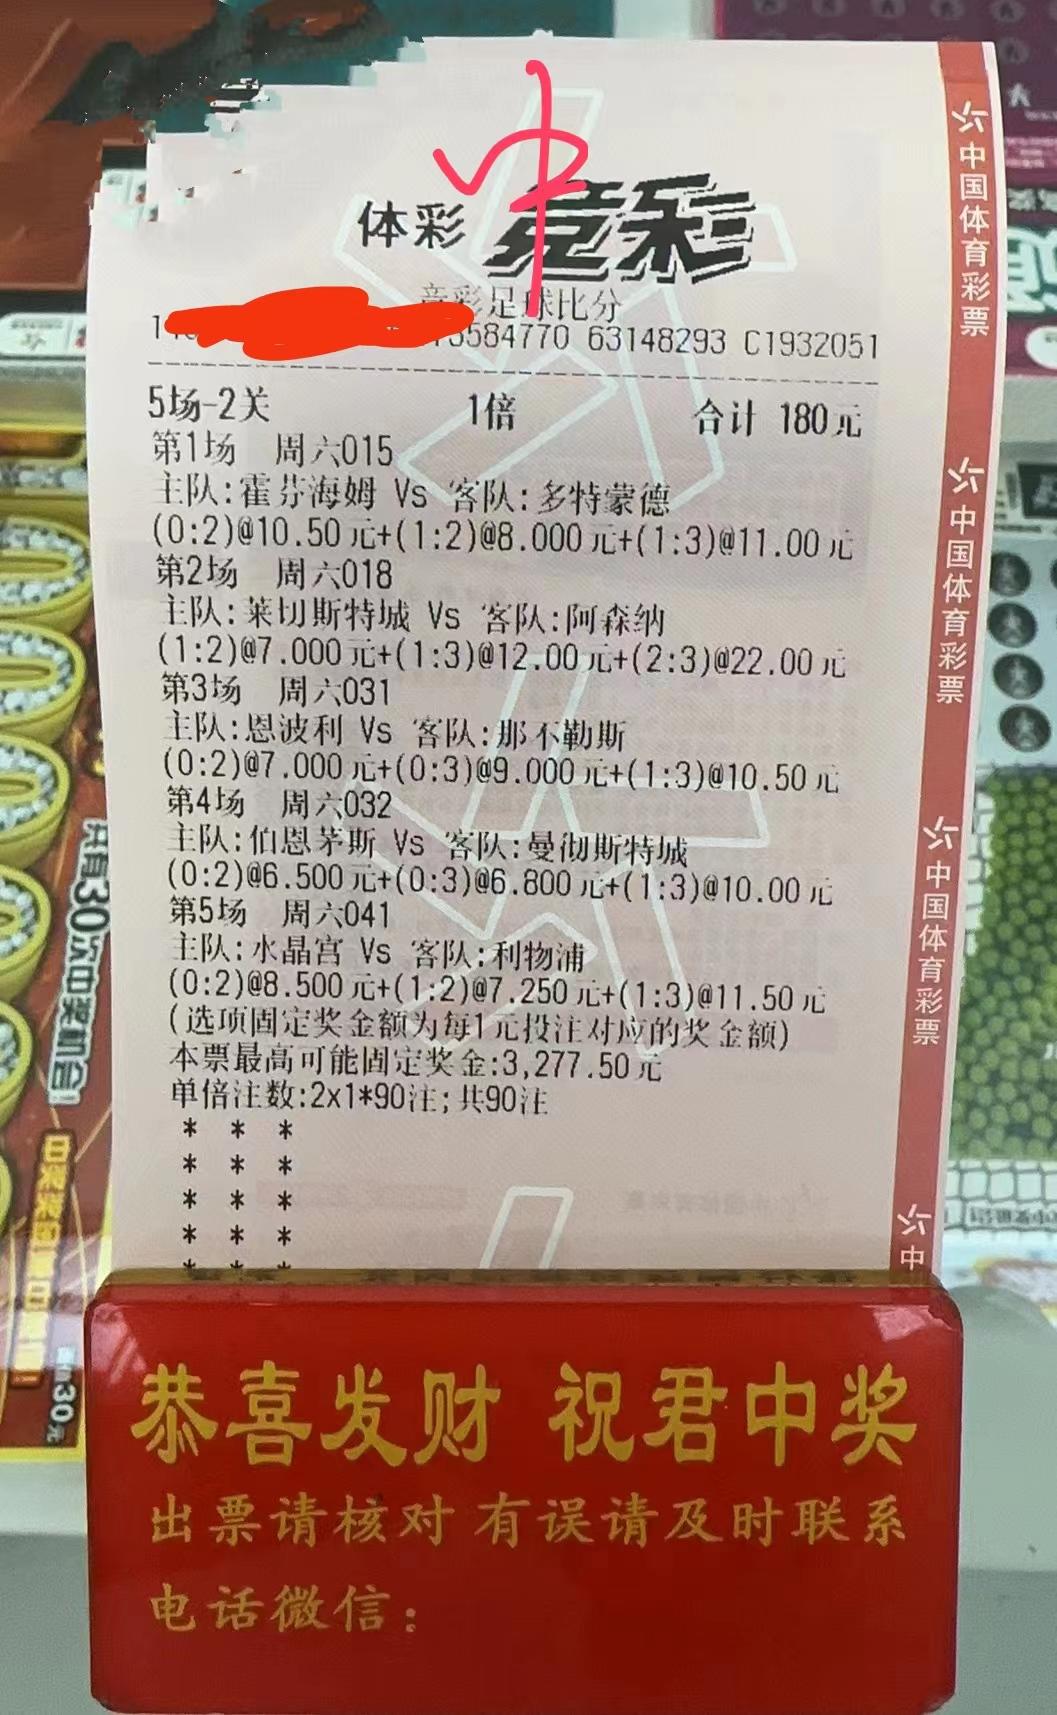 中
体彩 竞彩
竞彩足球比分
584770 63148293 C1932051
5场-2关 1倍 合计 180元
第1场 周六015
主队:霍芬海姆 Vs 客队:多特蒙德
(0:2)@10.50元+(1:2)@8.000元+(1:3)@11.00元
第2场 周六018
主队:莱切斯特城 Vs 客队:阿森纳
(1:2)@7.000元+(1:3)@12.00元+(2:3)@22.00元
第3场 周六031
主队:恩波利 Vs 客队:那不勒斯
(0:2)@7.000元+(0:3)@9.000元+(1:3)@10.50元
第4场 周六032
主队:伯恩茅斯 Vs 客队:曼彻斯特城
(0:2)@6.500元+(0:3)@6.800元+(1:3)@10.00元
第5场 周六041
主队:水晶宫 Vs 客队:利物浦
(0:2)@8.500元+(1:2)@7.250元+(1:3)@11.50元
(选项固定奖金额为每1元投注对应的奖金额)
本票最高可能固定奖金:3,277.50元
单倍注数:2x1*90注;共90注
* * *
* * *
* * *
* * *
* * *
中国体育彩票
中国体育彩票
中国体育彩票
中
共有30次中奖机会!
30元
恭喜发财 祝君中奖
出票请核对 有误请及时联系
电话微信: